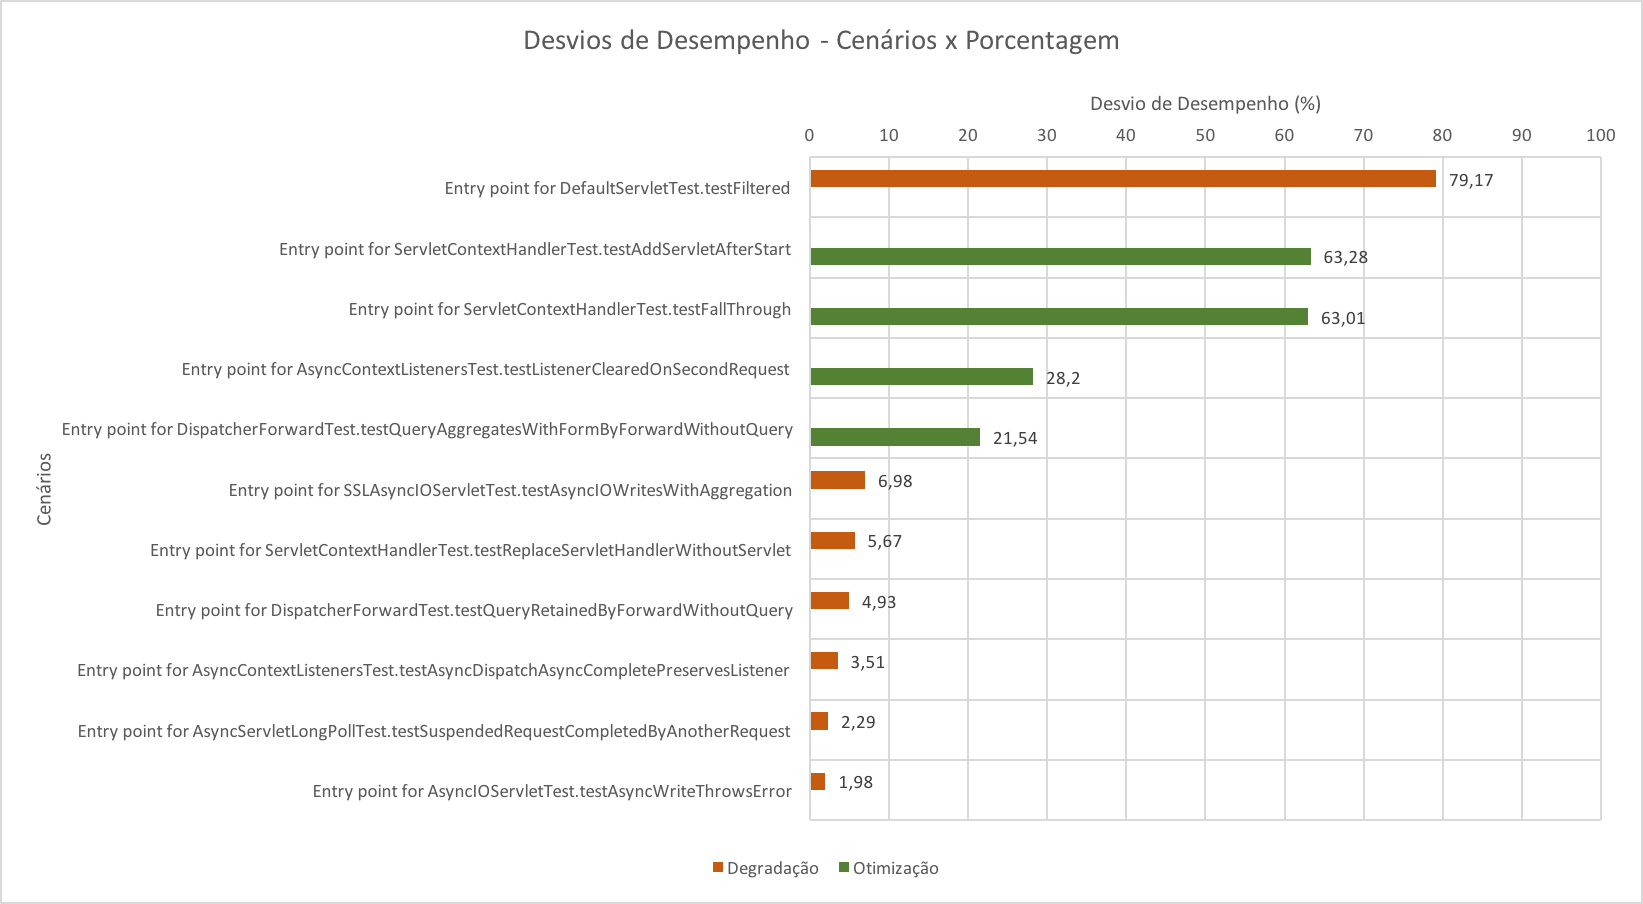 Desvios de Desempenho - Cenários x Porcentagem
Desvio de Desempenho (%)
0 10 20 30 40 50 60 70 80 90 100
Entry point for DefaultServletTest.testFiltered 79,17
Entry point for ServletContextHandlerTest.testAddServletAfterStart 63,28
Entry point for ServletContextHandlerTest.testFallThrough 63,01
Entry point for AsyncContextListenersTest.testListenerClearedOnSecondRequest 28,2
Entry point for DispatcherForwardTest.testQueryAggregatesWithFormByForwardWithoutQuery 21,54
Cenários
Entry point for SSLAsyncIOServletTest.testAsyncIOWritesWithAggregation 6,98
Entry point for ServletContextHandlerTest.testReplaceServletHandlerWithoutServlet 5,67
Entry point for DispatcherForwardTest.testQueryRetainedByForwardWithoutQuery 4,93
Entry point for AsyncContextListenersTest.testAsyncDispatchAsyncCompletePreservesListener 3,51
Entry point for AsyncServletLongPollTest.testSuspendedRequestCompletedByAnotherRequest 2,29
Entry point for AsyncIOServletTest.testAsyncWriteThrowsError 1,98
Degradação Otimização